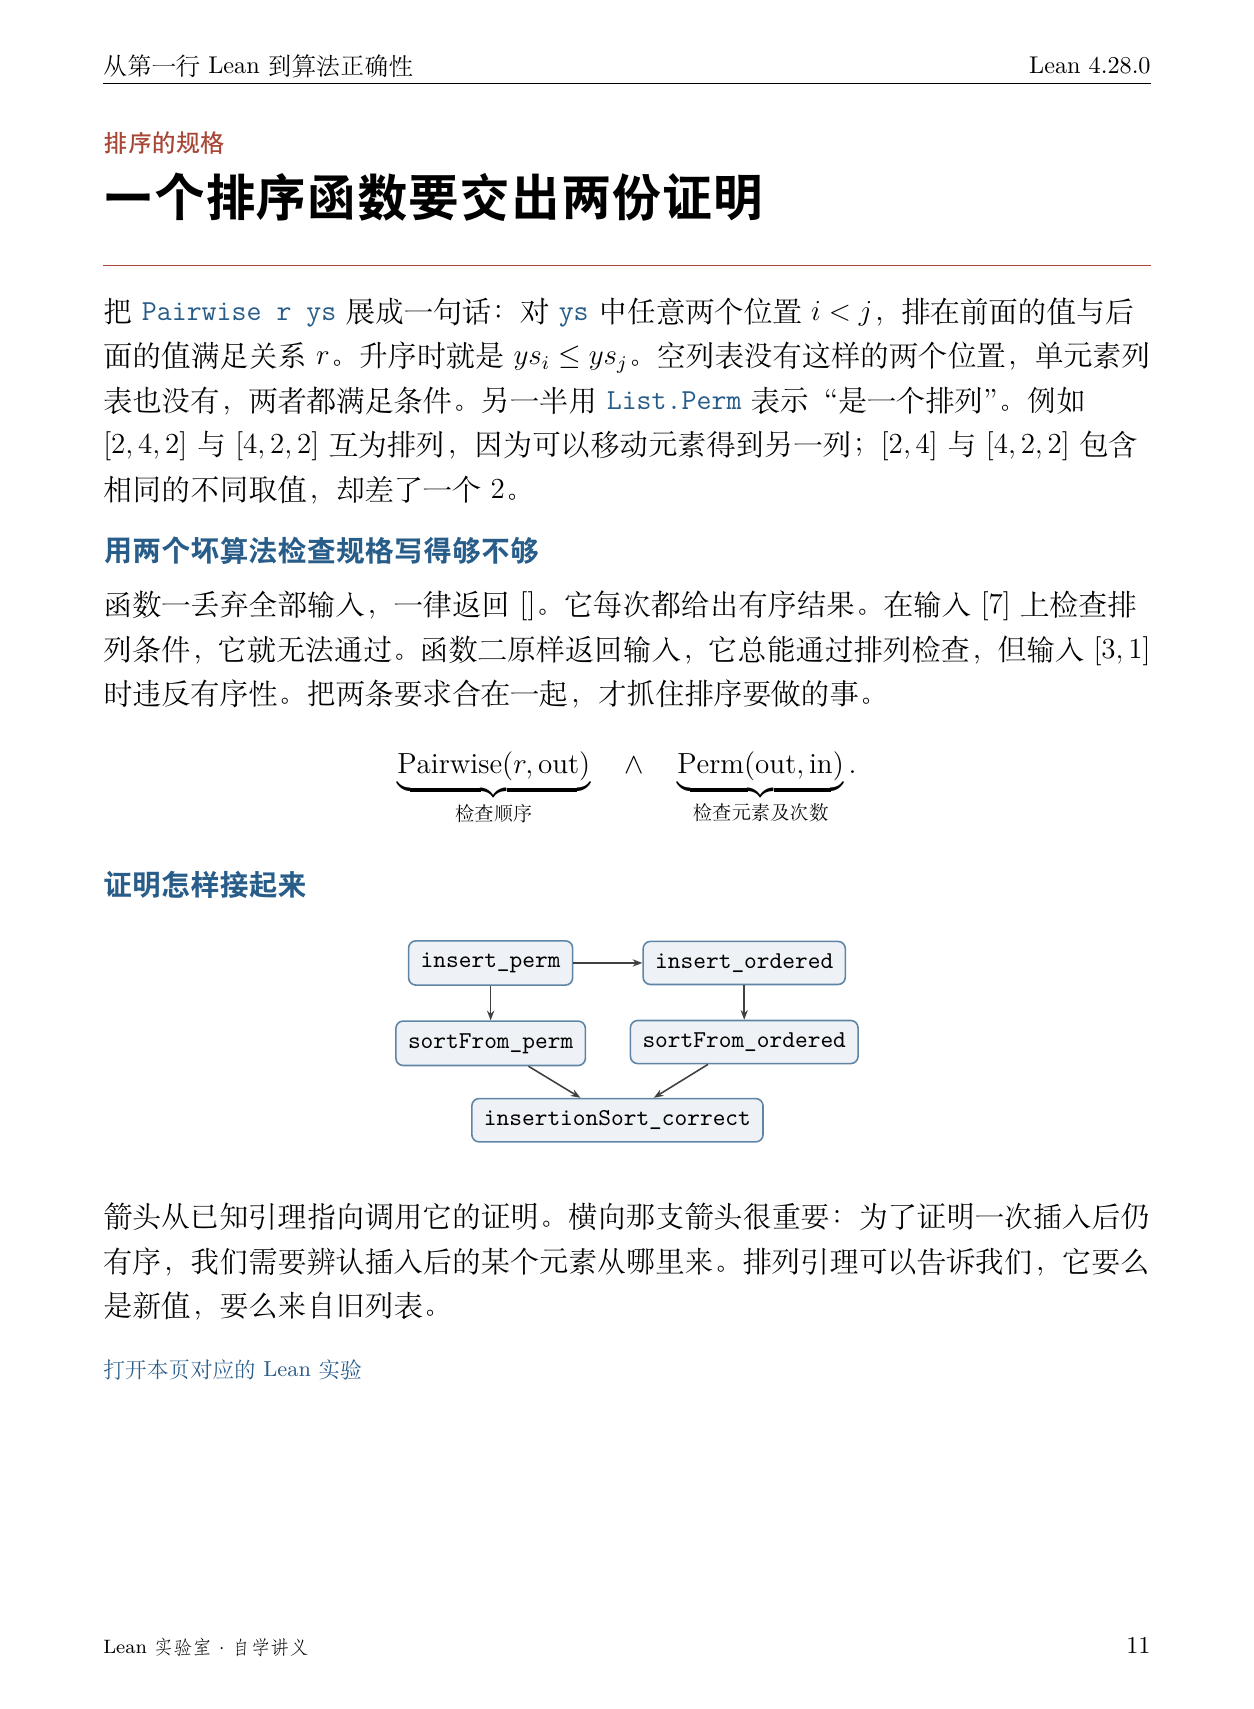 从第一行 Lean 到算法正确性
Lean 4.28.0
排序的规格
一个排序函数要交出两份证明
把 Pairwise r ys 展成一句话：对 ys 中任意两个位置 i < j，排在前面的值与后
面的值满足关系 r。升序时就是 ys_i ≤ ys_j。空列表没有这样的两个位置，单元素列
表也没有，两者都满足条件。另一半用 List.Perm 表示“是一个排列”。例如
[2, 4, 2] 与 [4, 2, 2] 互为排列，因为可以移动元素得到另一列；[2, 4] 与 [4, 2, 2] 包含
相同的不同取值，却差了一个 2。
用两个坏算法检查规格写得够不够
函数一丢弃全部输入，一律返回 []。它每次都给出有序结果。在输入 [7] 上检查排
列条件，它就无法通过。函数二原样返回输入，它总能通过排列检查，但输入 [3, 1]
时违反有序性。把两条要求合在一起，才抓住排序要做的事。
Pairwise(r, out) ∧ Perm(out, in).
检查顺序 检查元素及次数
证明怎样接起来
insert_perm insert_ordered
sortFrom_perm sortFrom_ordered
insertionSort_correct
箭头从已知引理指向调用它的证明。横向那支箭头很重要：为了证明一次插入后仍
有序，我们需要辨认插入后的某个元素从哪里来。排列引理可以告诉我们，它要么
是新值，要么来自旧列表。
打开本页对应的 Lean 实验
Lean 实验室 · 自学讲义
11